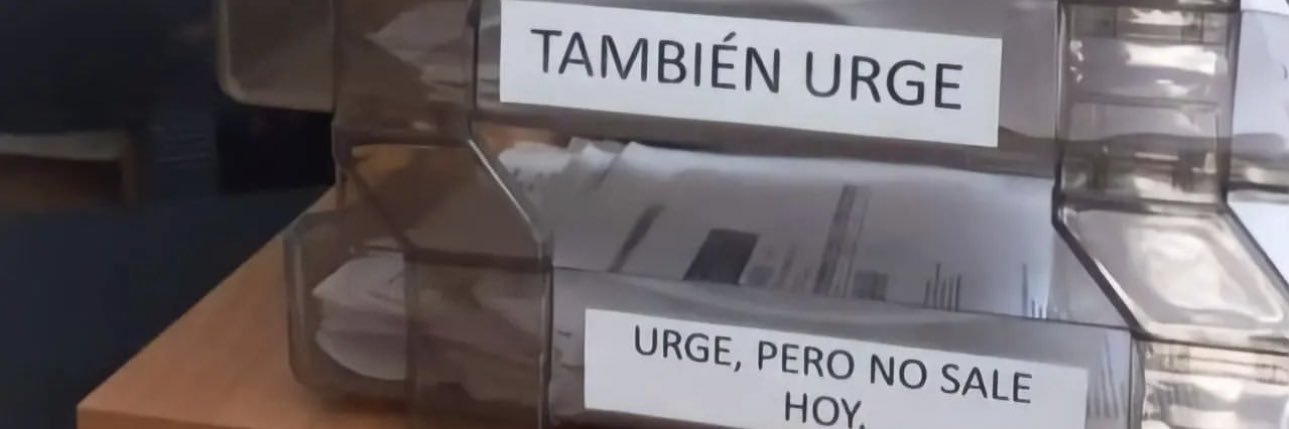 TAMBIÉN URGE
URGE, PERO NO SALE
HOY.